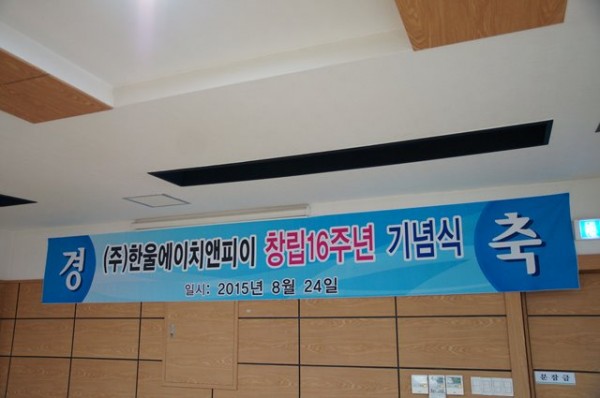 경 (주)한울에이치앤피이 창립16주년 기념식 축
일시: 2015년 8월 24일